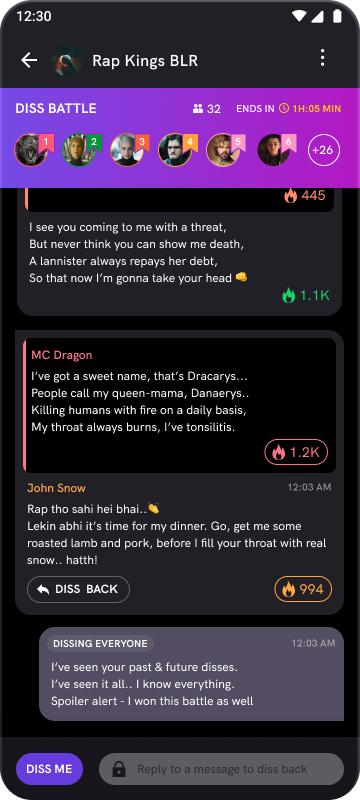 12:30
Rap Kings BLR
DISS BATTLE
32
ENDS IN 1H:05 MIN
1
2
3
4
5
6
+26
445
I see you coming to me with a threat,
But never think you can show me death,
A lannister always repays her debt,
So that now I’m gonna take your head 👊
1.1K
MC Dragon
I’ve got a sweet name, that’s Dracarys...
People call my queen-mama, Danaerys..
Killing humans with fire on a daily basis,
My throat always burns, I’ve tonsilitis.
1.2K
John Snow
12:03 AM
Rap tho sahi hei bhai..👏
Lekin abhi it’s time for my dinner. Go, get me some
roasted lamb and pork, before I fill your throat with real
snow.. hatth!
DISS BACK
994
DISSING EVERYONE
12:03 AM
I’ve seen your past & future disses.
I’ve seen it all.. I know everything.
Spoiler alert - I won this battle as well
DISS ME
Reply to a message to diss back